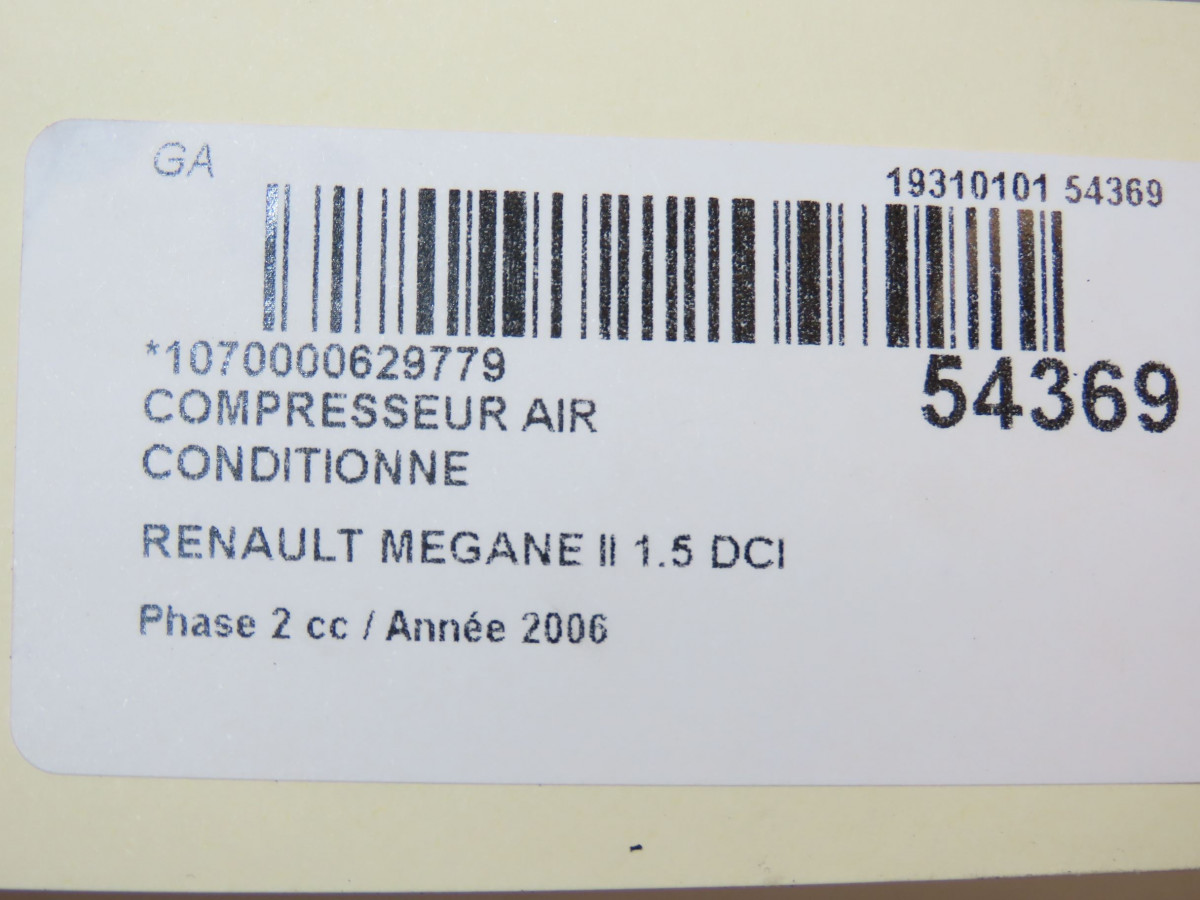 GA
19310101 54369
*1070000629779
54369
COMPRESSEUR AIR
CONDITIONNE
RENAULT MEGANE II 1.5 DCI
Phase 2 cc / Année 2006